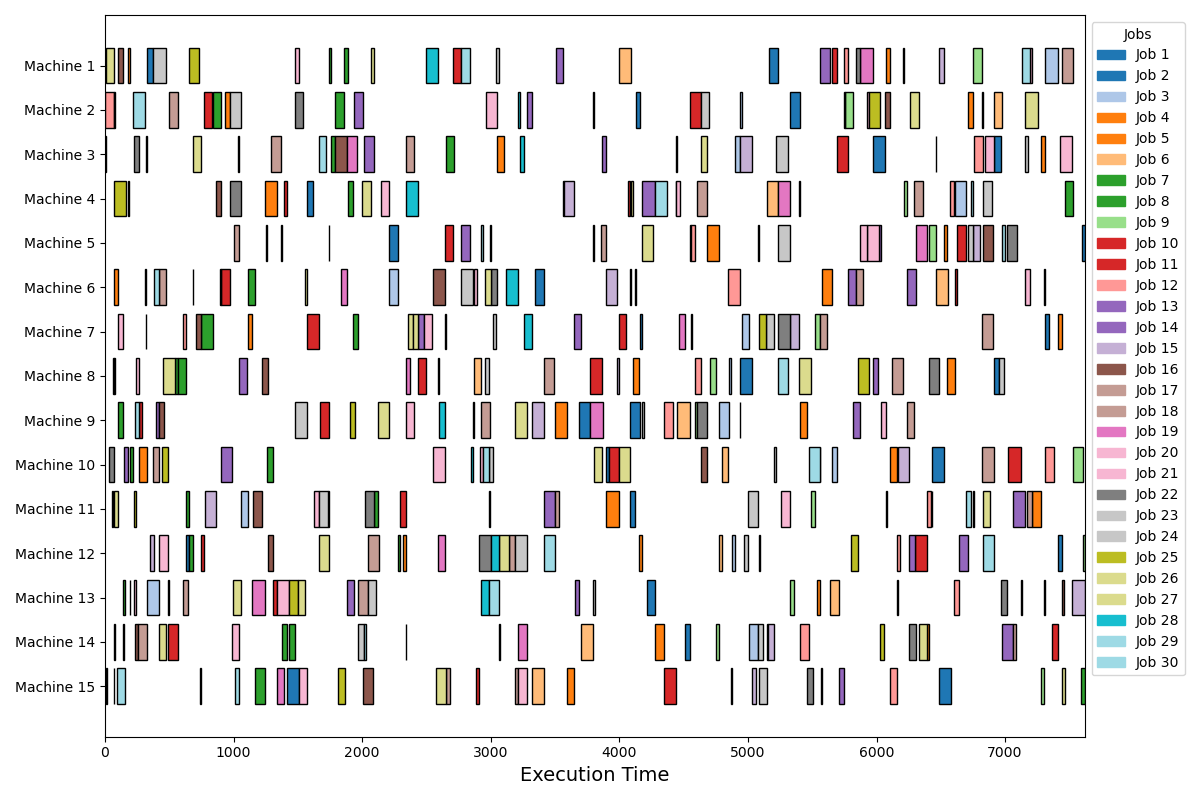 Machine 1
Machine 2
Machine 3
Machine 4
Machine 5
Machine 6
Machine 7
Machine 8
Machine 9
Machine 10
Machine 11
Machine 12
Machine 13
Machine 14
Machine 15
0 1000 2000 3000 4000 5000 6000 7000
Execution Time
Jobs
Job 1
Job 2
Job 3
Job 4
Job 5
Job 6
Job 7
Job 8
Job 9
Job 10
Job 11
Job 12
Job 13
Job 14
Job 15
Job 16
Job 17
Job 18
Job 19
Job 20
Job 21
Job 22
Job 23
Job 24
Job 25
Job 26
Job 27
Job 28
Job 29
Job 30